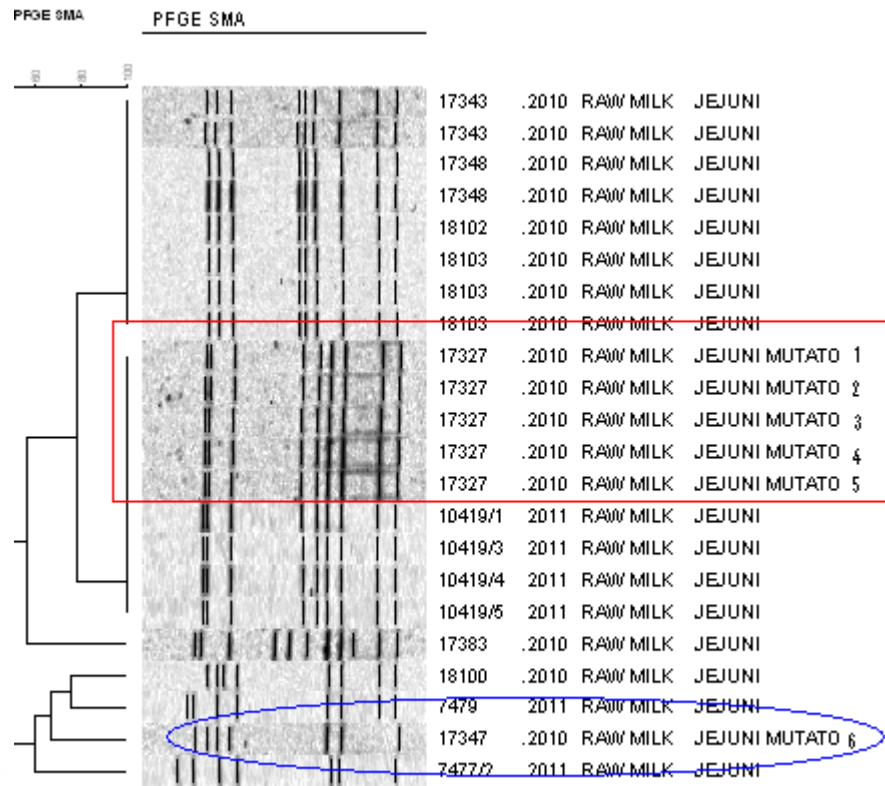 PFGE SMA PFGE SMA
60 80 100
17343 .2010 RAW MILK JEJUNI
17343 .2010 RAW MILK JEJUNI
17348 .2010 RAW MILK JEJUNI
17348 .2010 RAW MILK JEJUNI
18102 .2010 RAW MILK JEJUNI
18103 .2010 RAW MILK JEJUNI
18103 .2010 RAW MILK JEJUNI
18103 .2010 RAW MILK JEJUNI
17327 .2010 RAW MILK JEJUNI MUTATO 1
17327 .2010 RAW MILK JEJUNI MUTATO 2
17327 .2010 RAW MILK JEJUNI MUTATO 3
17327 .2010 RAW MILK JEJUNI MUTATO 4
17327 .2010 RAW MILK JEJUNI MUTATO 5
10419/1 2011 RAW MILK JEJUNI
10419/3 2011 RAW MILK JEJUNI
10419/4 2011 RAW MILK JEJUNI
10419/5 2011 RAW MILK JEJUNI
17383 .2010 RAW MILK JEJUNI
18100 .2010 RAW MILK JEJUNI
7479 2011 RAW MILK JEJUNI
17347 .2010 RAW MILK JEJUNI MUTATO 6
7477/2 2011 RAW MILK JEJUNI